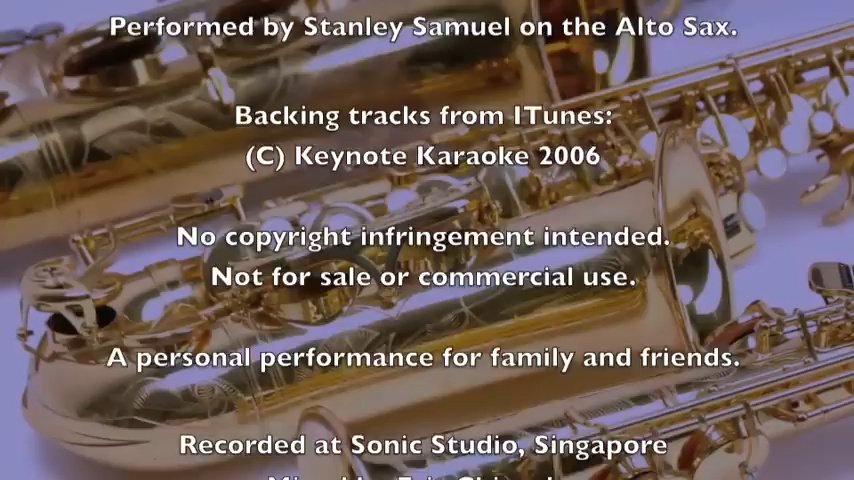 Performed by Stanley Samuel on the Alto Sax.
Backing tracks from ITunes:
(C) Keynote Karaoke 2006
No copyright infringement intended.
Not for sale or commercial use.
A personal performance for family and friends.
Recorded at Sonic Studio, Singapore